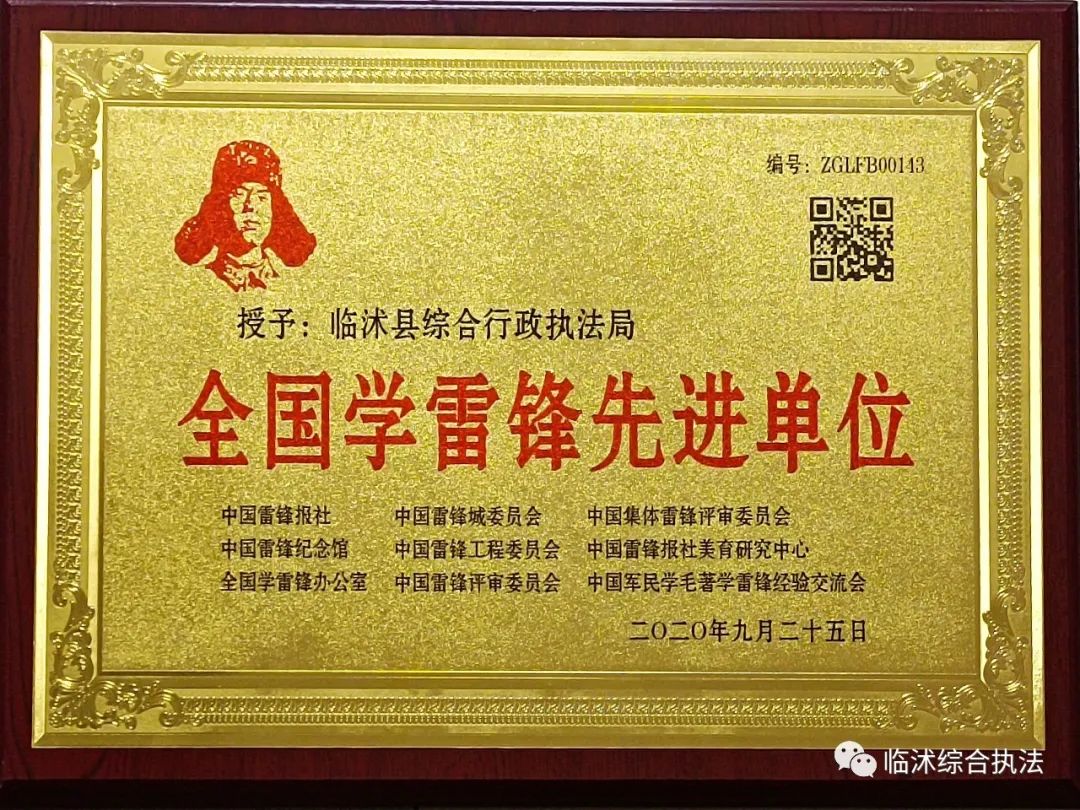 编号：ZGLFB00143
授予：临沭县综合行政执法局
全国学雷锋先进单位
中国雷锋报社 中国雷锋城委员会 中国集体雷锋评审委员会
中国雷锋纪念馆 中国雷锋工程委员会 中国雷锋报社美育研究中心
全国学雷锋办公室 中国雷锋评审委员会 中国军民学毛著学雷锋经验交流会
二〇二〇年九月二十五日
临沭综合执法